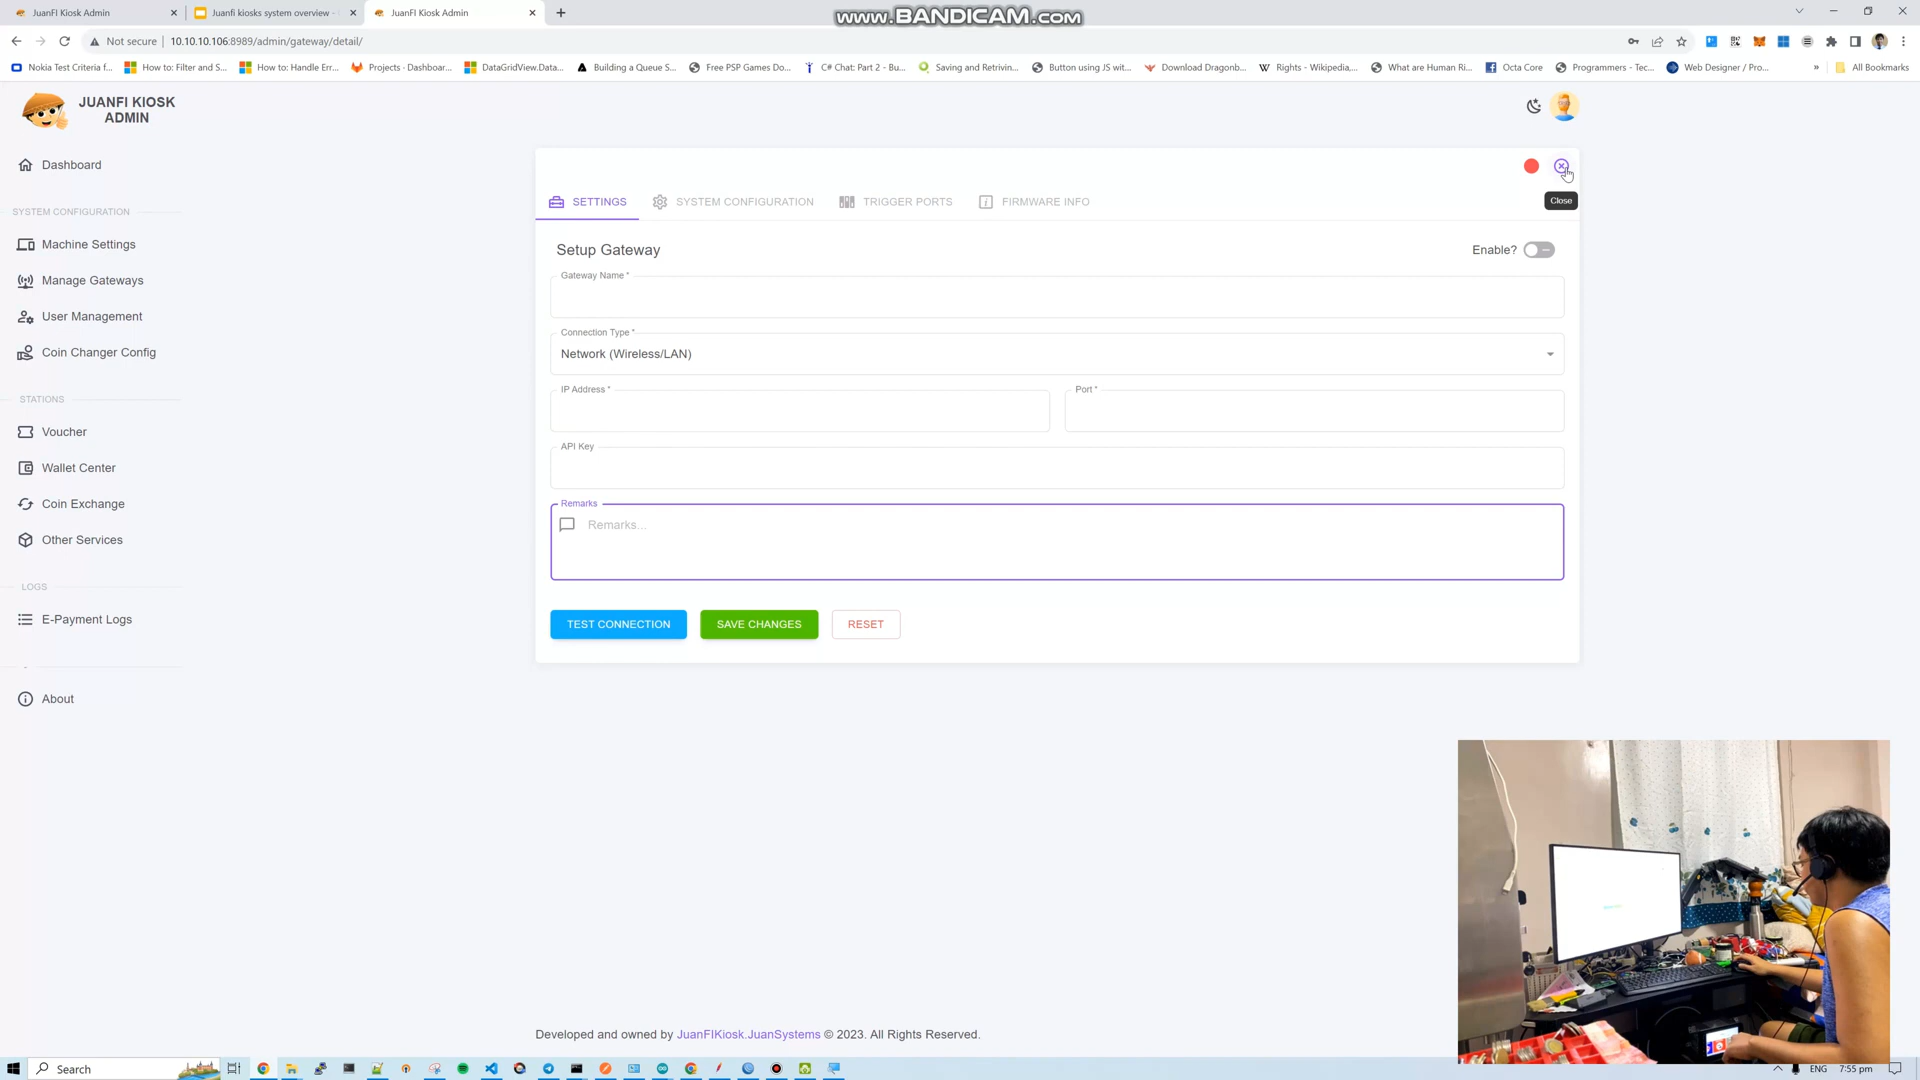 JuanFI Kiosk Admin
Juanfi kiosks system overview -
JuanFI Kiosk Admin
www.BANDICAM.com
Not secure
10.10.10.106:8989/admin/gateway/detail/
Nokia Test Criteria f...
How to: Filter and S...
How to: Handle Err...
Projects · Dashboar...
DataGridView.Data...
Building a Queue S...
Free PSP Games Do...
C# Chat: Part 2 - Bu...
Saving and Retrivin...
Button using JS wit...
Download Dragonb...
Rights - Wikipedia,...
What are Human Ri...
Octa Core
Programmers - Tec...
Web Designer / Pro...
»
All Bookmarks
JUANFI KIOSK
ADMIN
Dashboard
SYSTEM CONFIGURATION
Machine Settings
Manage Gateways
User Management
Coin Changer Config
STATIONS
Voucher
Wallet Center
Coin Exchange
Other Services
LOGS
E-Payment Logs
About
Close
SETTINGS
SYSTEM CONFIGURATION
TRIGGER PORTS
FIRMWARE INFO
Setup Gateway
Enable?
Gateway Name *
Connection Type *
Network (Wireless/LAN)
IP Address *
Port *
API Key
Remarks
Remarks...
TEST CONNECTION
SAVE CHANGES
RESET
Developed and owned by JuanFIKiosk.JuanSystems © 2023. All Rights Reserved.
Search
ENG
7:55 pm